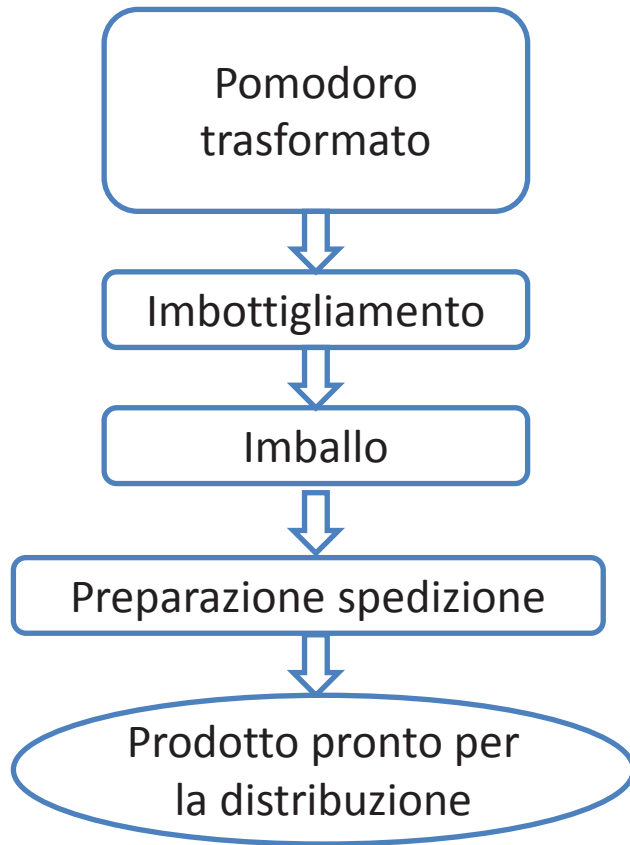 Pomodoro
trasformato
Imbottigliamento
Imballo
Preparazione spedizione
Prodotto pronto per
la distribuzione